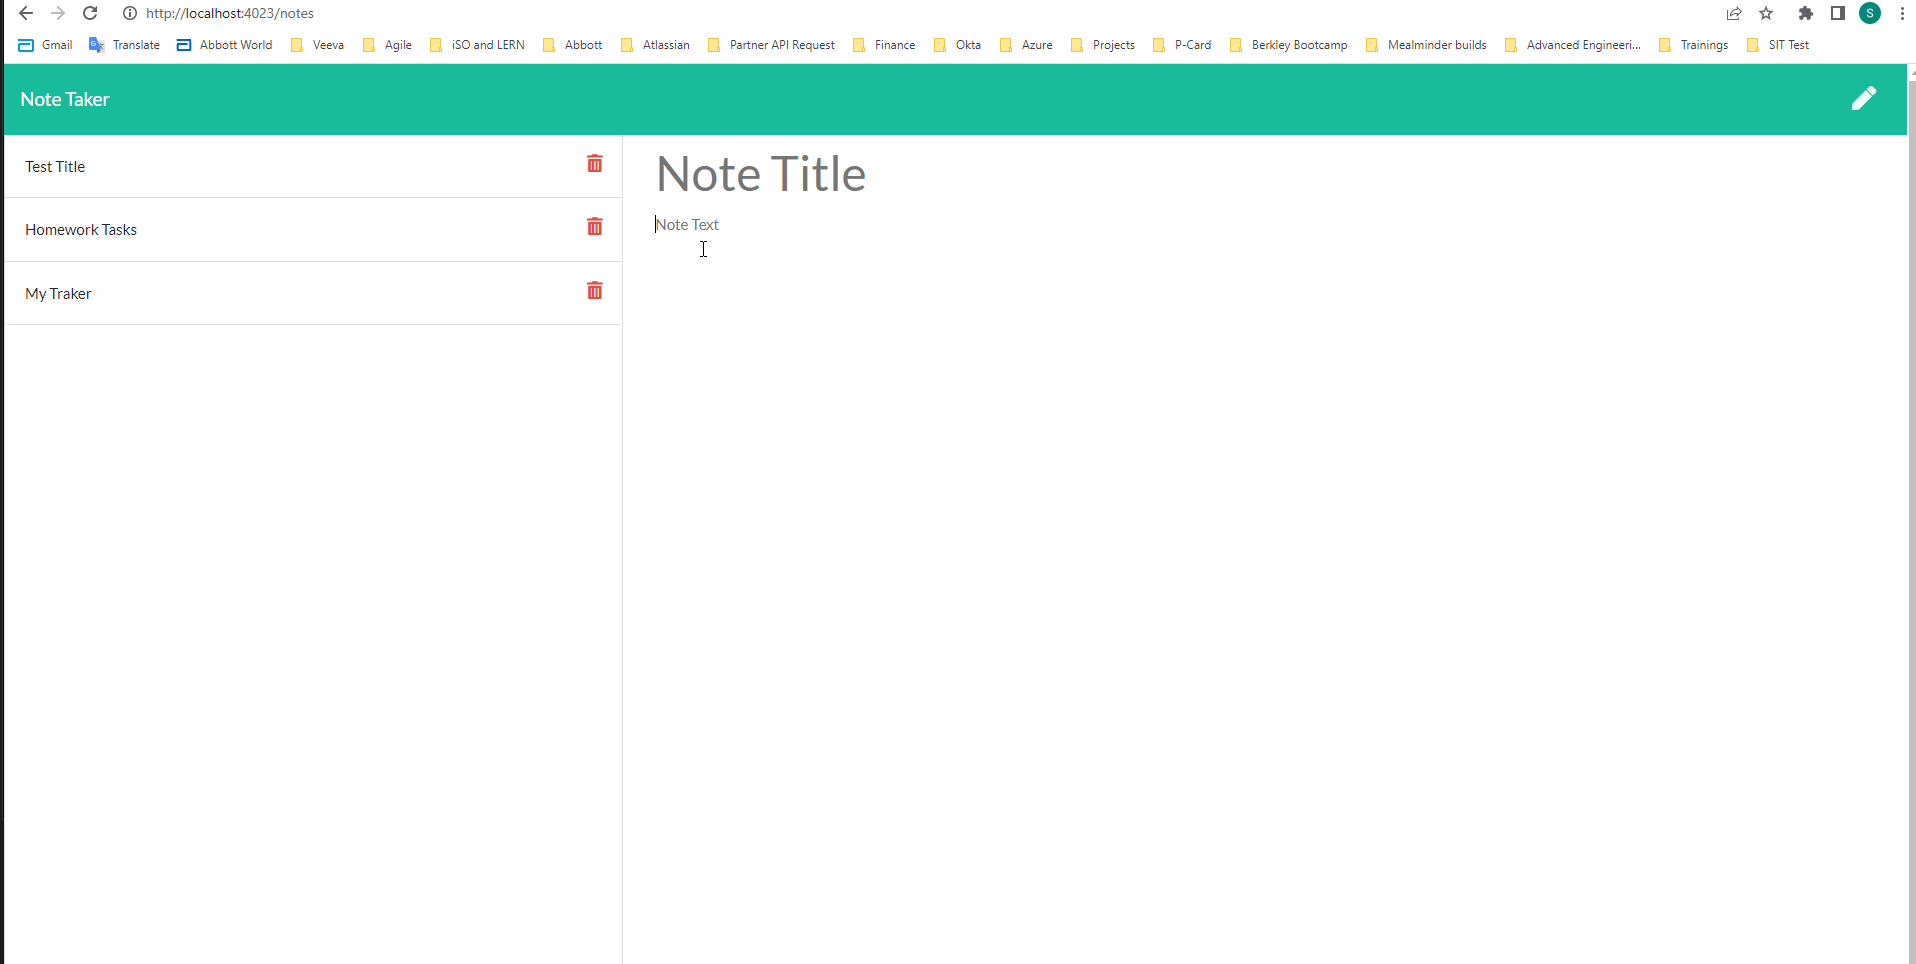 http://localhost:4023/notes
S
Gmail Translate Abbott World Veeva Agile iSO and LERN Abbott Atlassian Partner API Request Finance Okta Azure Projects P-Card Berkley Bootcamp Mealminder builds Advanced Engineeri... Trainings SIT Test
Note Taker
Test Title
Homework Tasks
My Traker
Note Title
Note Text